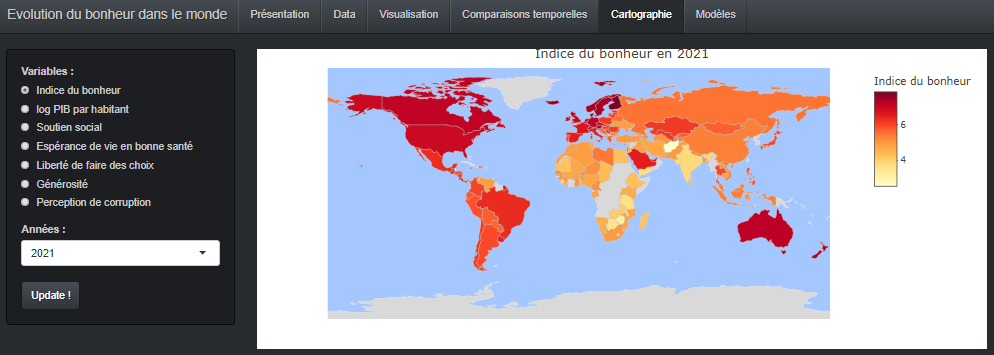 Evolution du bonheur dans le monde
Présentation
Data
Visualisation
Comparaisons temporelles
Cartographie
Modèles
Variables :
Indice du bonheur
log PIB par habitant
Soutien social
Espérance de vie en bonne santé
Liberté de faire des choix
Générosité
Perception de corruption
Années :
2021
Update !
Indice du bonheur en 2021
Indice du bonheur
6
4